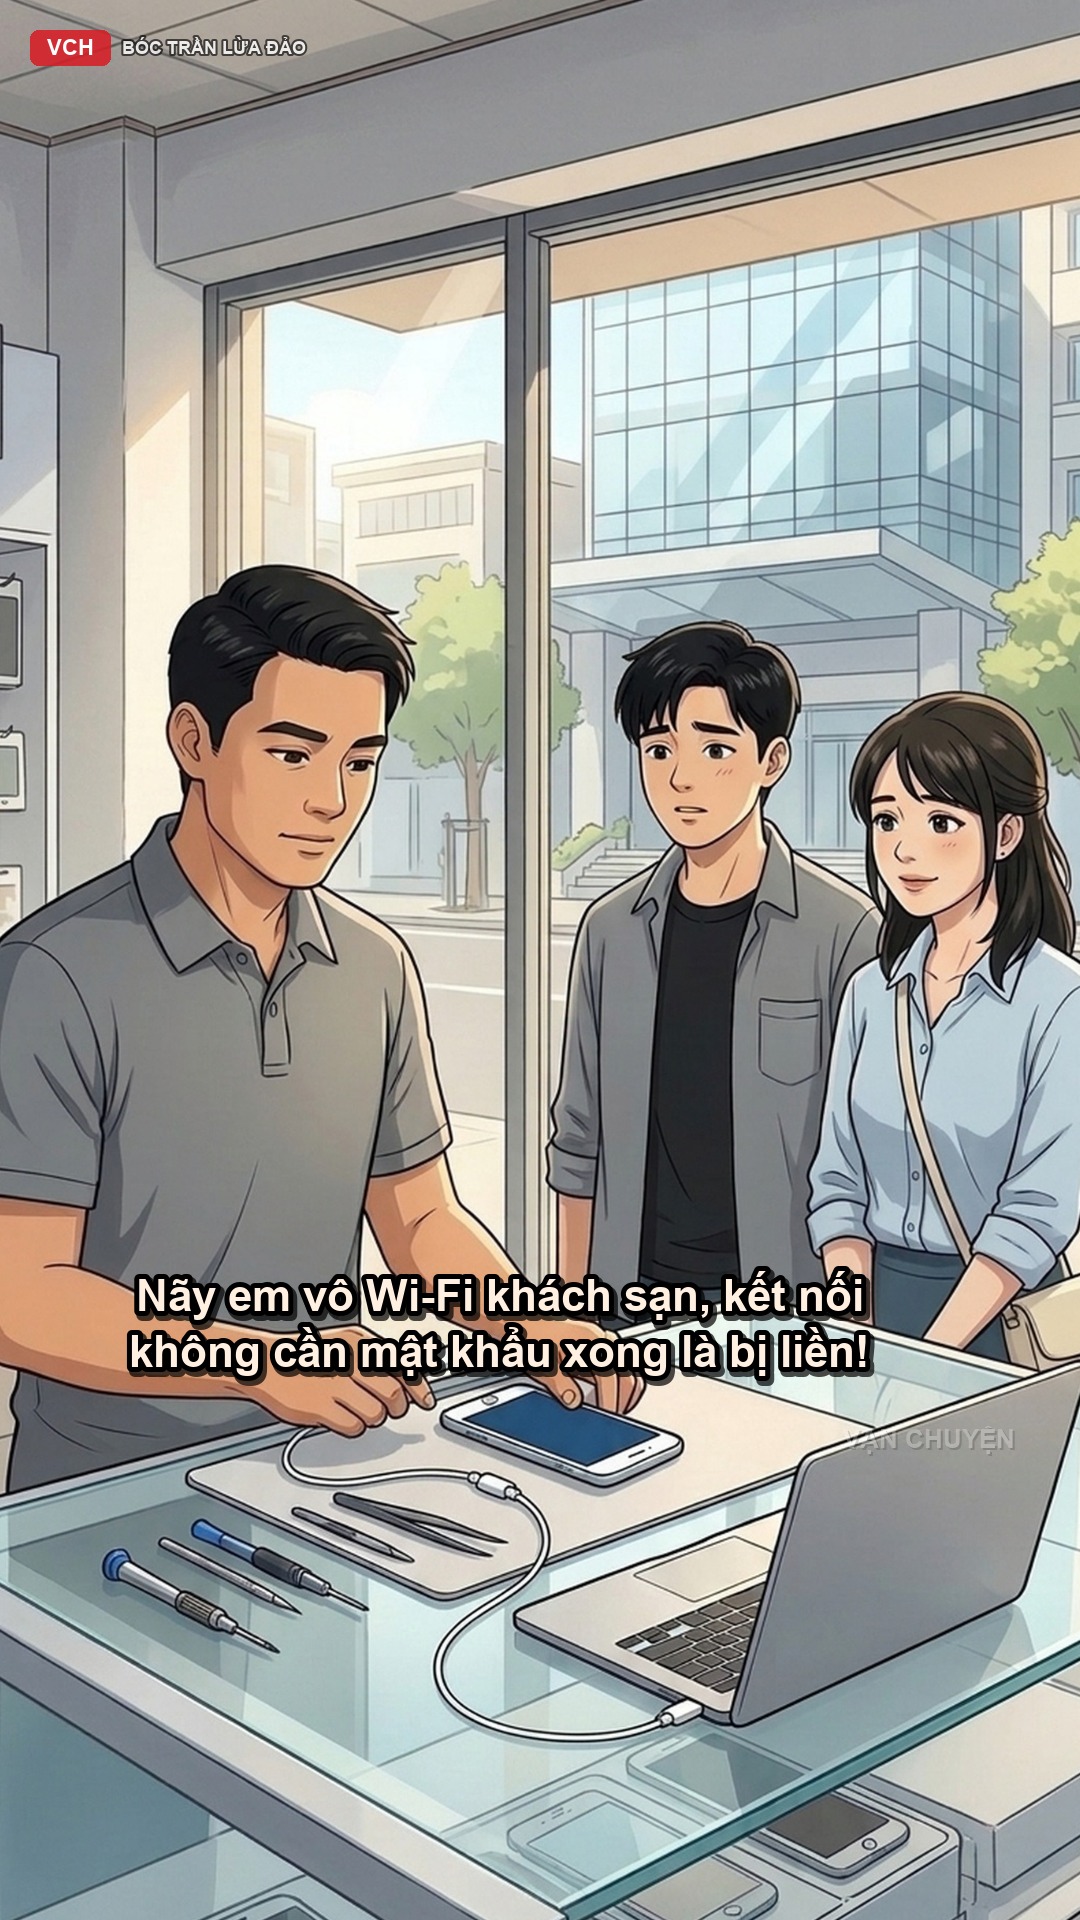 VCH BÓC TRẦN LỪA ĐẢO
Nãy em vô Wi-Fi khách sạn, kết nối
không cần mật khẩu xong là bị liền!
VẠN CHUYỆN